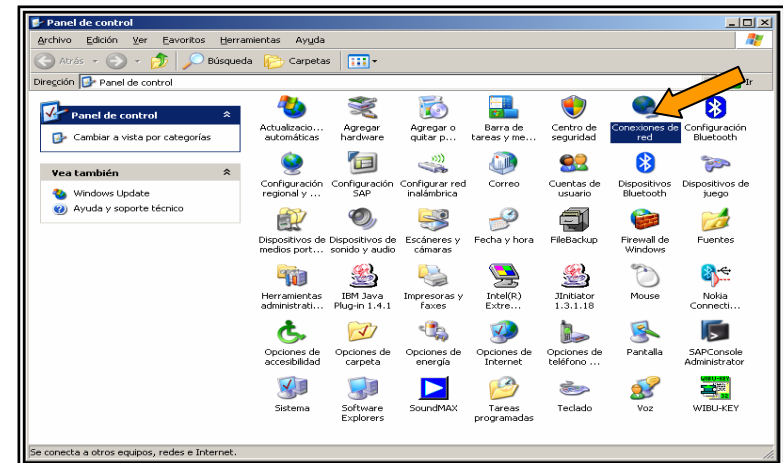 Panel de control
Archivo Edición Ver Favoritos Herramientas Ayuda
Atrás Búsqueda Carpetas
Dirección Panel de control Ir
Panel de control
Cambiar a vista por categorías
Vea también
Windows Update
Ayuda y soporte técnico
Actualizacio... automáticas
Agregar hardware
Agregar o quitar p...
Barra de tareas y me...
Centro de seguridad
Conexiones de red
Configuración Bluetooth
Configuración regional y ...
Configuración SAP
Configurar red inalámbrica
Correo
Cuentas de usuario
Dispositivos Bluetooth
Dispositivos de juego
Dispositivos de medios port...
Dispositivos de sonido y audio
Escáneres y cámaras
Fecha y hora
FileBackup
Firewall de Windows
Fuentes
Herramientas administrati...
IBM Java Plug-in 1.4.1
Impresoras y faxes
Intel(R) Extre...
JInitiator 1.3.1.18
Mouse
Nokia Connecti...
Opciones de accesibilidad
Opciones de carpeta
Opciones de energía
Opciones de Internet
Opciones de teléfono ...
Pantalla
SAPConsole Administrator
Sistema
Software Explorers
SoundMAX
Tareas programadas
Teclado
Voz
WIBU-KEY
Se conecta a otros equipos, redes e Internet.